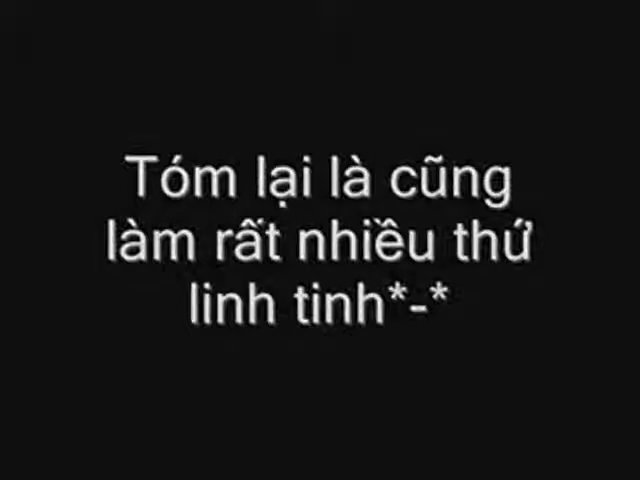 Tóm lại là cũng
làm rất nhiều thứ
linh tinh*-*